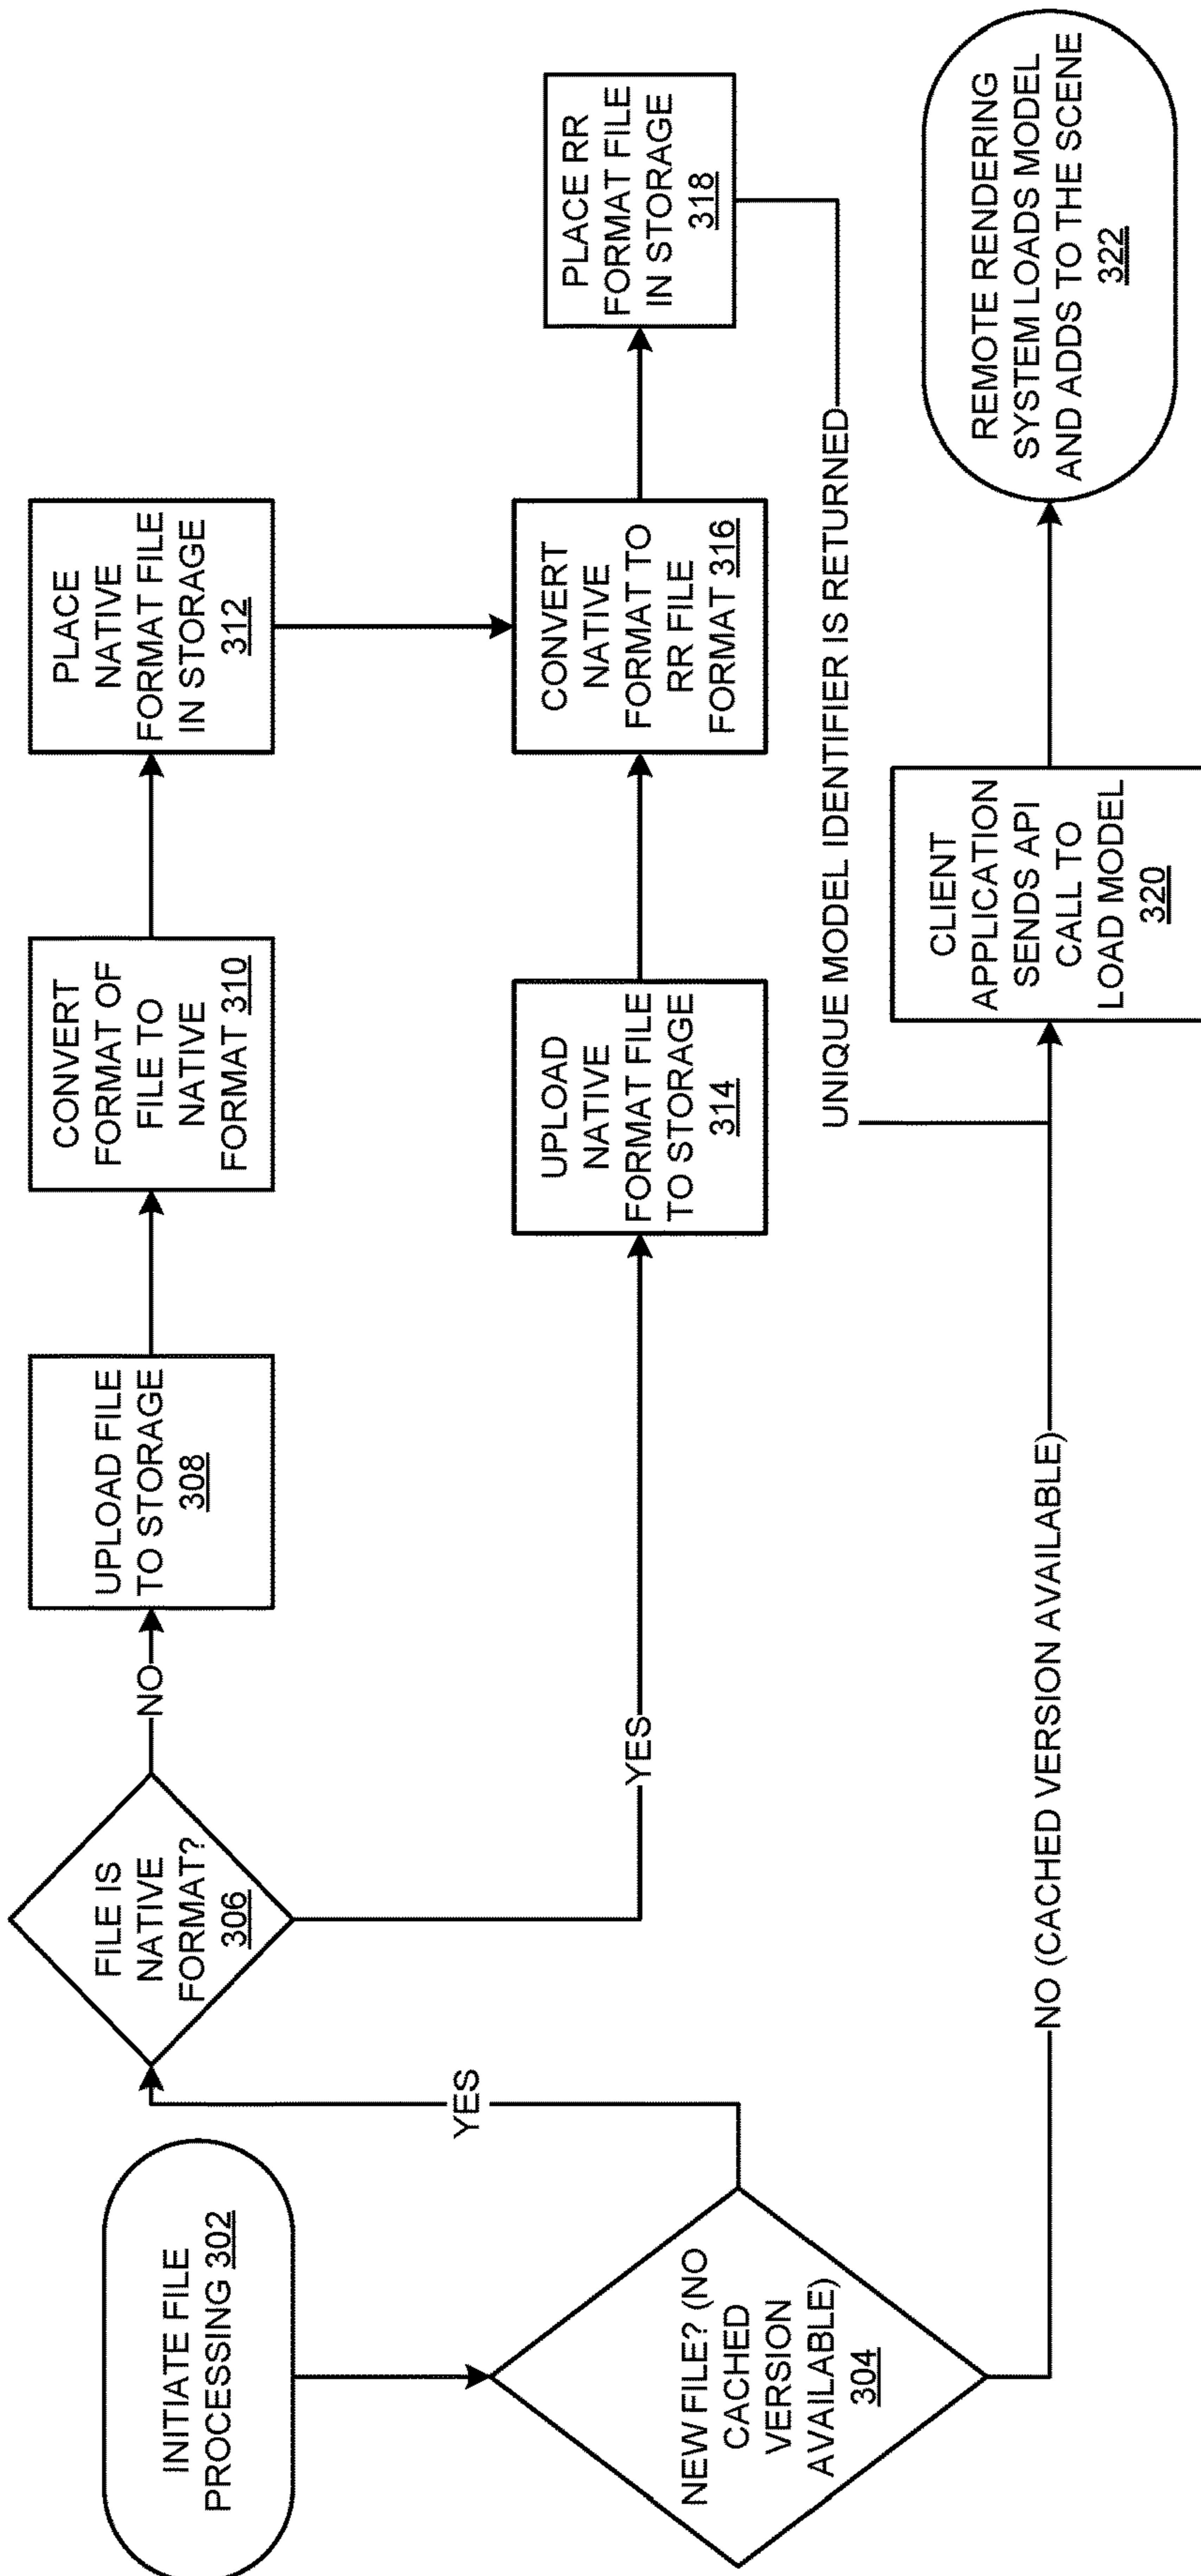 INITIATE FILE
PROCESSING 302
NEW FILE? (NO
CACHED
VERSION
AVAILABLE)
304
YES
NO (CACHED VERSION AVAILABLE)
FILE IS
NATIVE
FORMAT?
306
NO
YES
UPLOAD FILE
TO STORAGE
308
CONVERT
FORMAT OF
FILE TO
NATIVE
FORMAT 310
PLACE
NATIVE
FORMAT FILE
IN STORAGE
312
UPLOAD
NATIVE
FORMAT FILE
TO STORAGE
314
CONVERT
NATIVE
FORMAT TO
RR FILE
FORMAT 316
PLACE RR
FORMAT FILE
IN STORAGE
318
UNIQUE MODEL IDENTIFIER IS RETURNED
CLIENT
APPLICATION
SENDS API
CALL TO
LOAD MODEL
320
REMOTE RENDERING
SYSTEM LOADS MODEL
AND ADDS TO THE SCENE
322